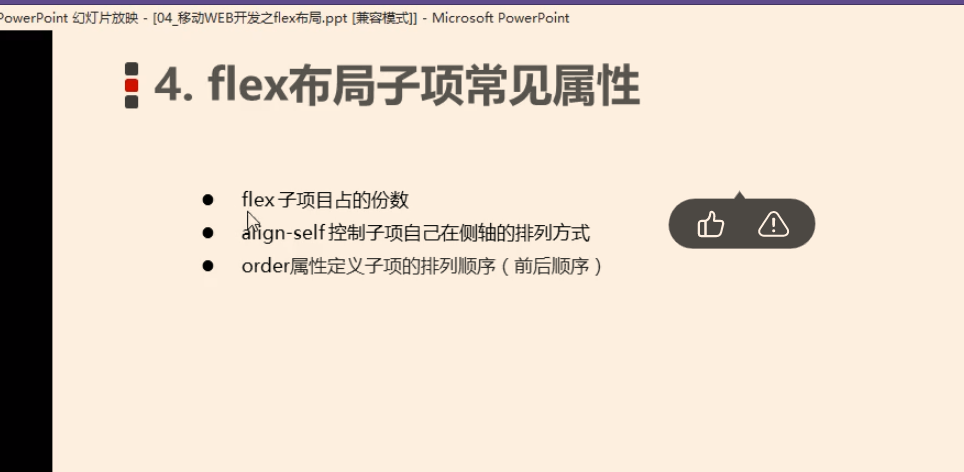 PowerPoint 幻灯片放映 - [04_移动WEB开发之flex布局.ppt [兼容模式]] - Microsoft PowerPoint
4. flex布局子项常见属性
● flex 子项目占的份数
● align-self 控制子项自己在侧轴的排列方式
● order属性定义子项的排列顺序（前后顺序）